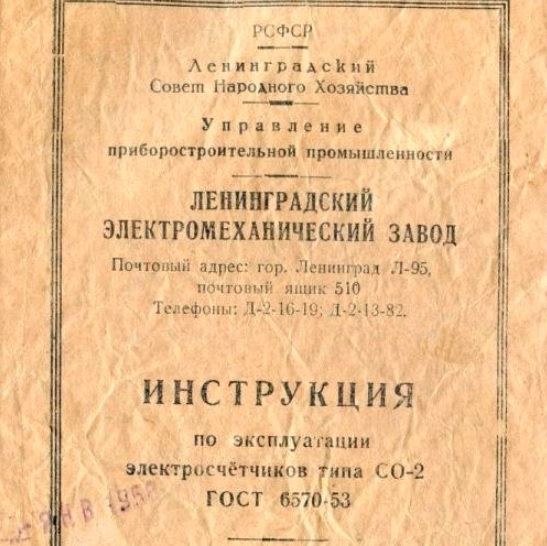 РСФСР
Ленинградский
Совет Народного Хозяйства
Управление
приборостроительной промышленности
ЛЕНИНГРАДСКИЙ
ЭЛЕКТРОМЕХАНИЧЕСКИЙ ЗАВОД
Почтовый адрес: гор. Ленинград Л-95,
почтовый ящик 510
Телефоны: Д-2-16-19; Д-2-13-82.
ИНСТРУКЦИЯ
по эксплуатации
электросчётчиков типа СО-2
ГОСТ 6570-53